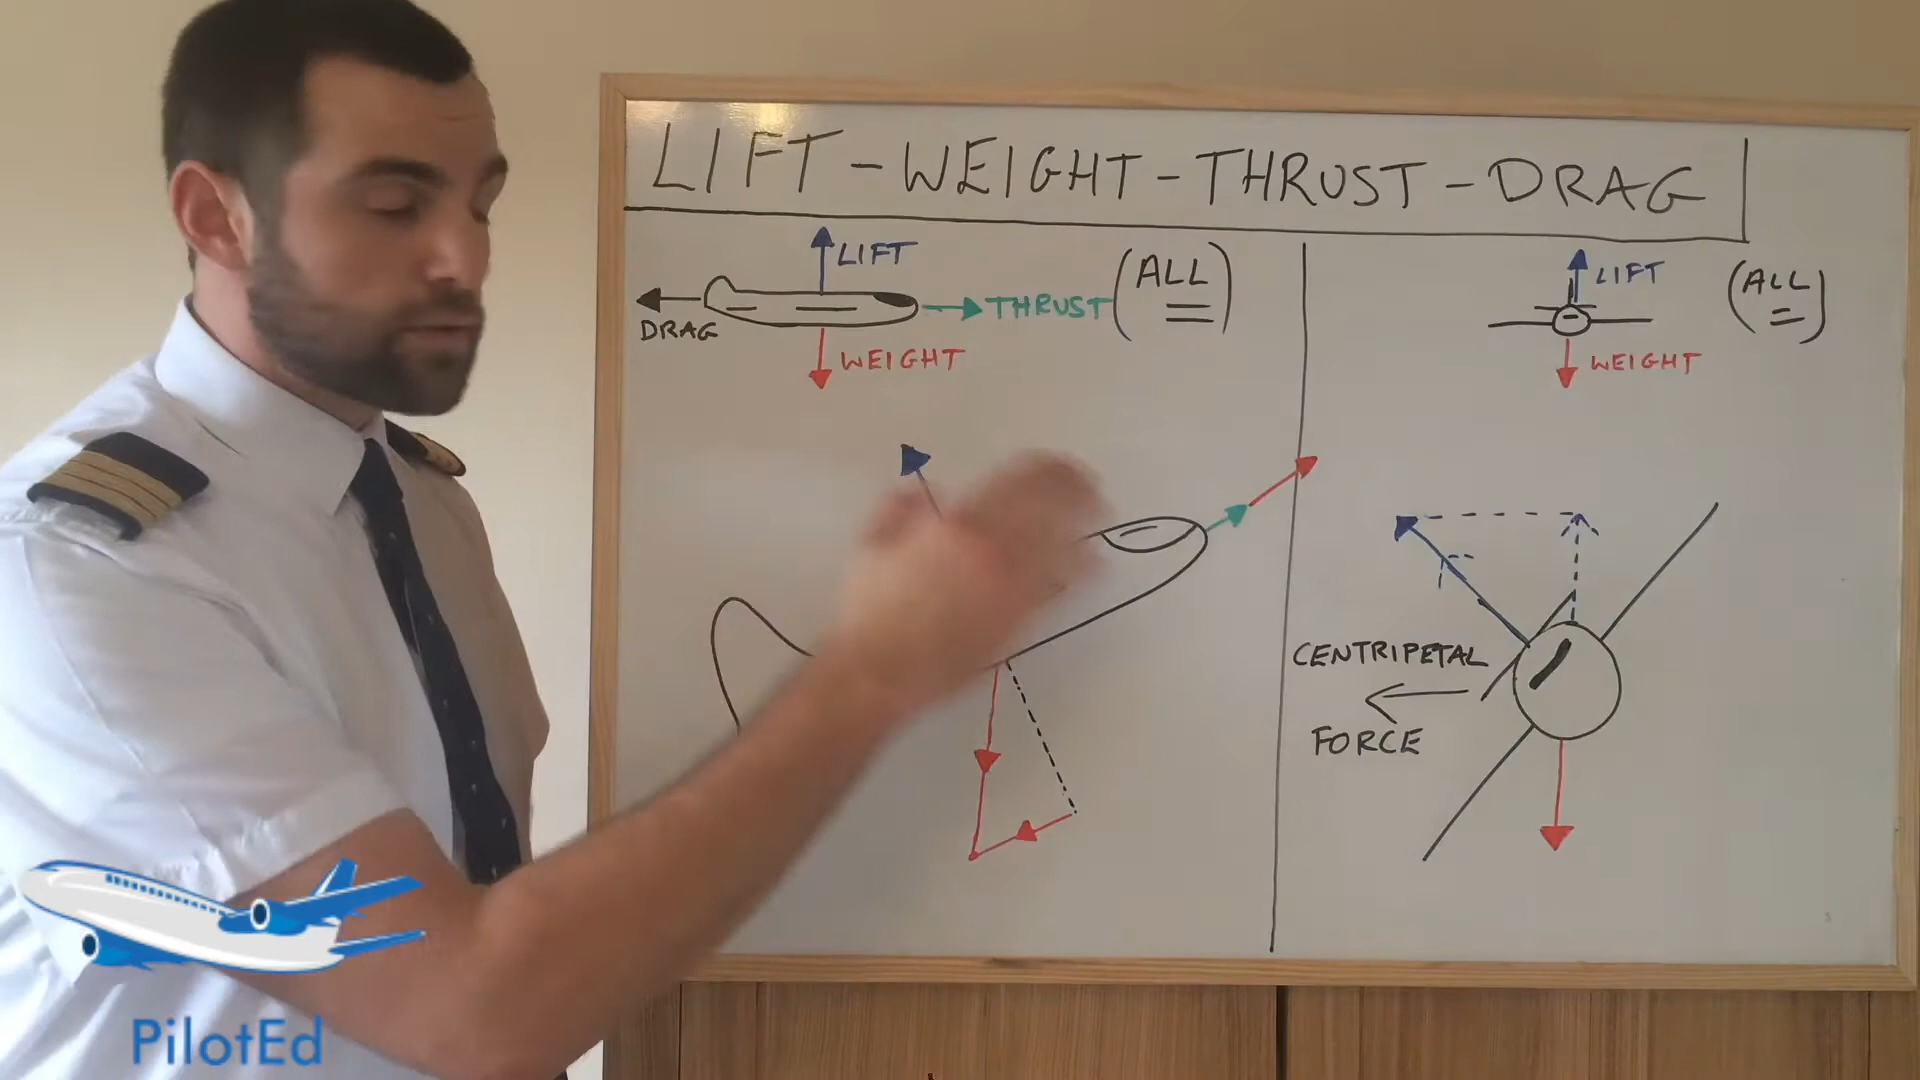 LIFT-WEIGHT-THRUST-DRAG
LIFT
(ALL
=)
THRUST
DRAG
WEIGHT
LIFT
(ALL
=)
WEIGHT
CENTRIPETAL
FORCE
PilotEd